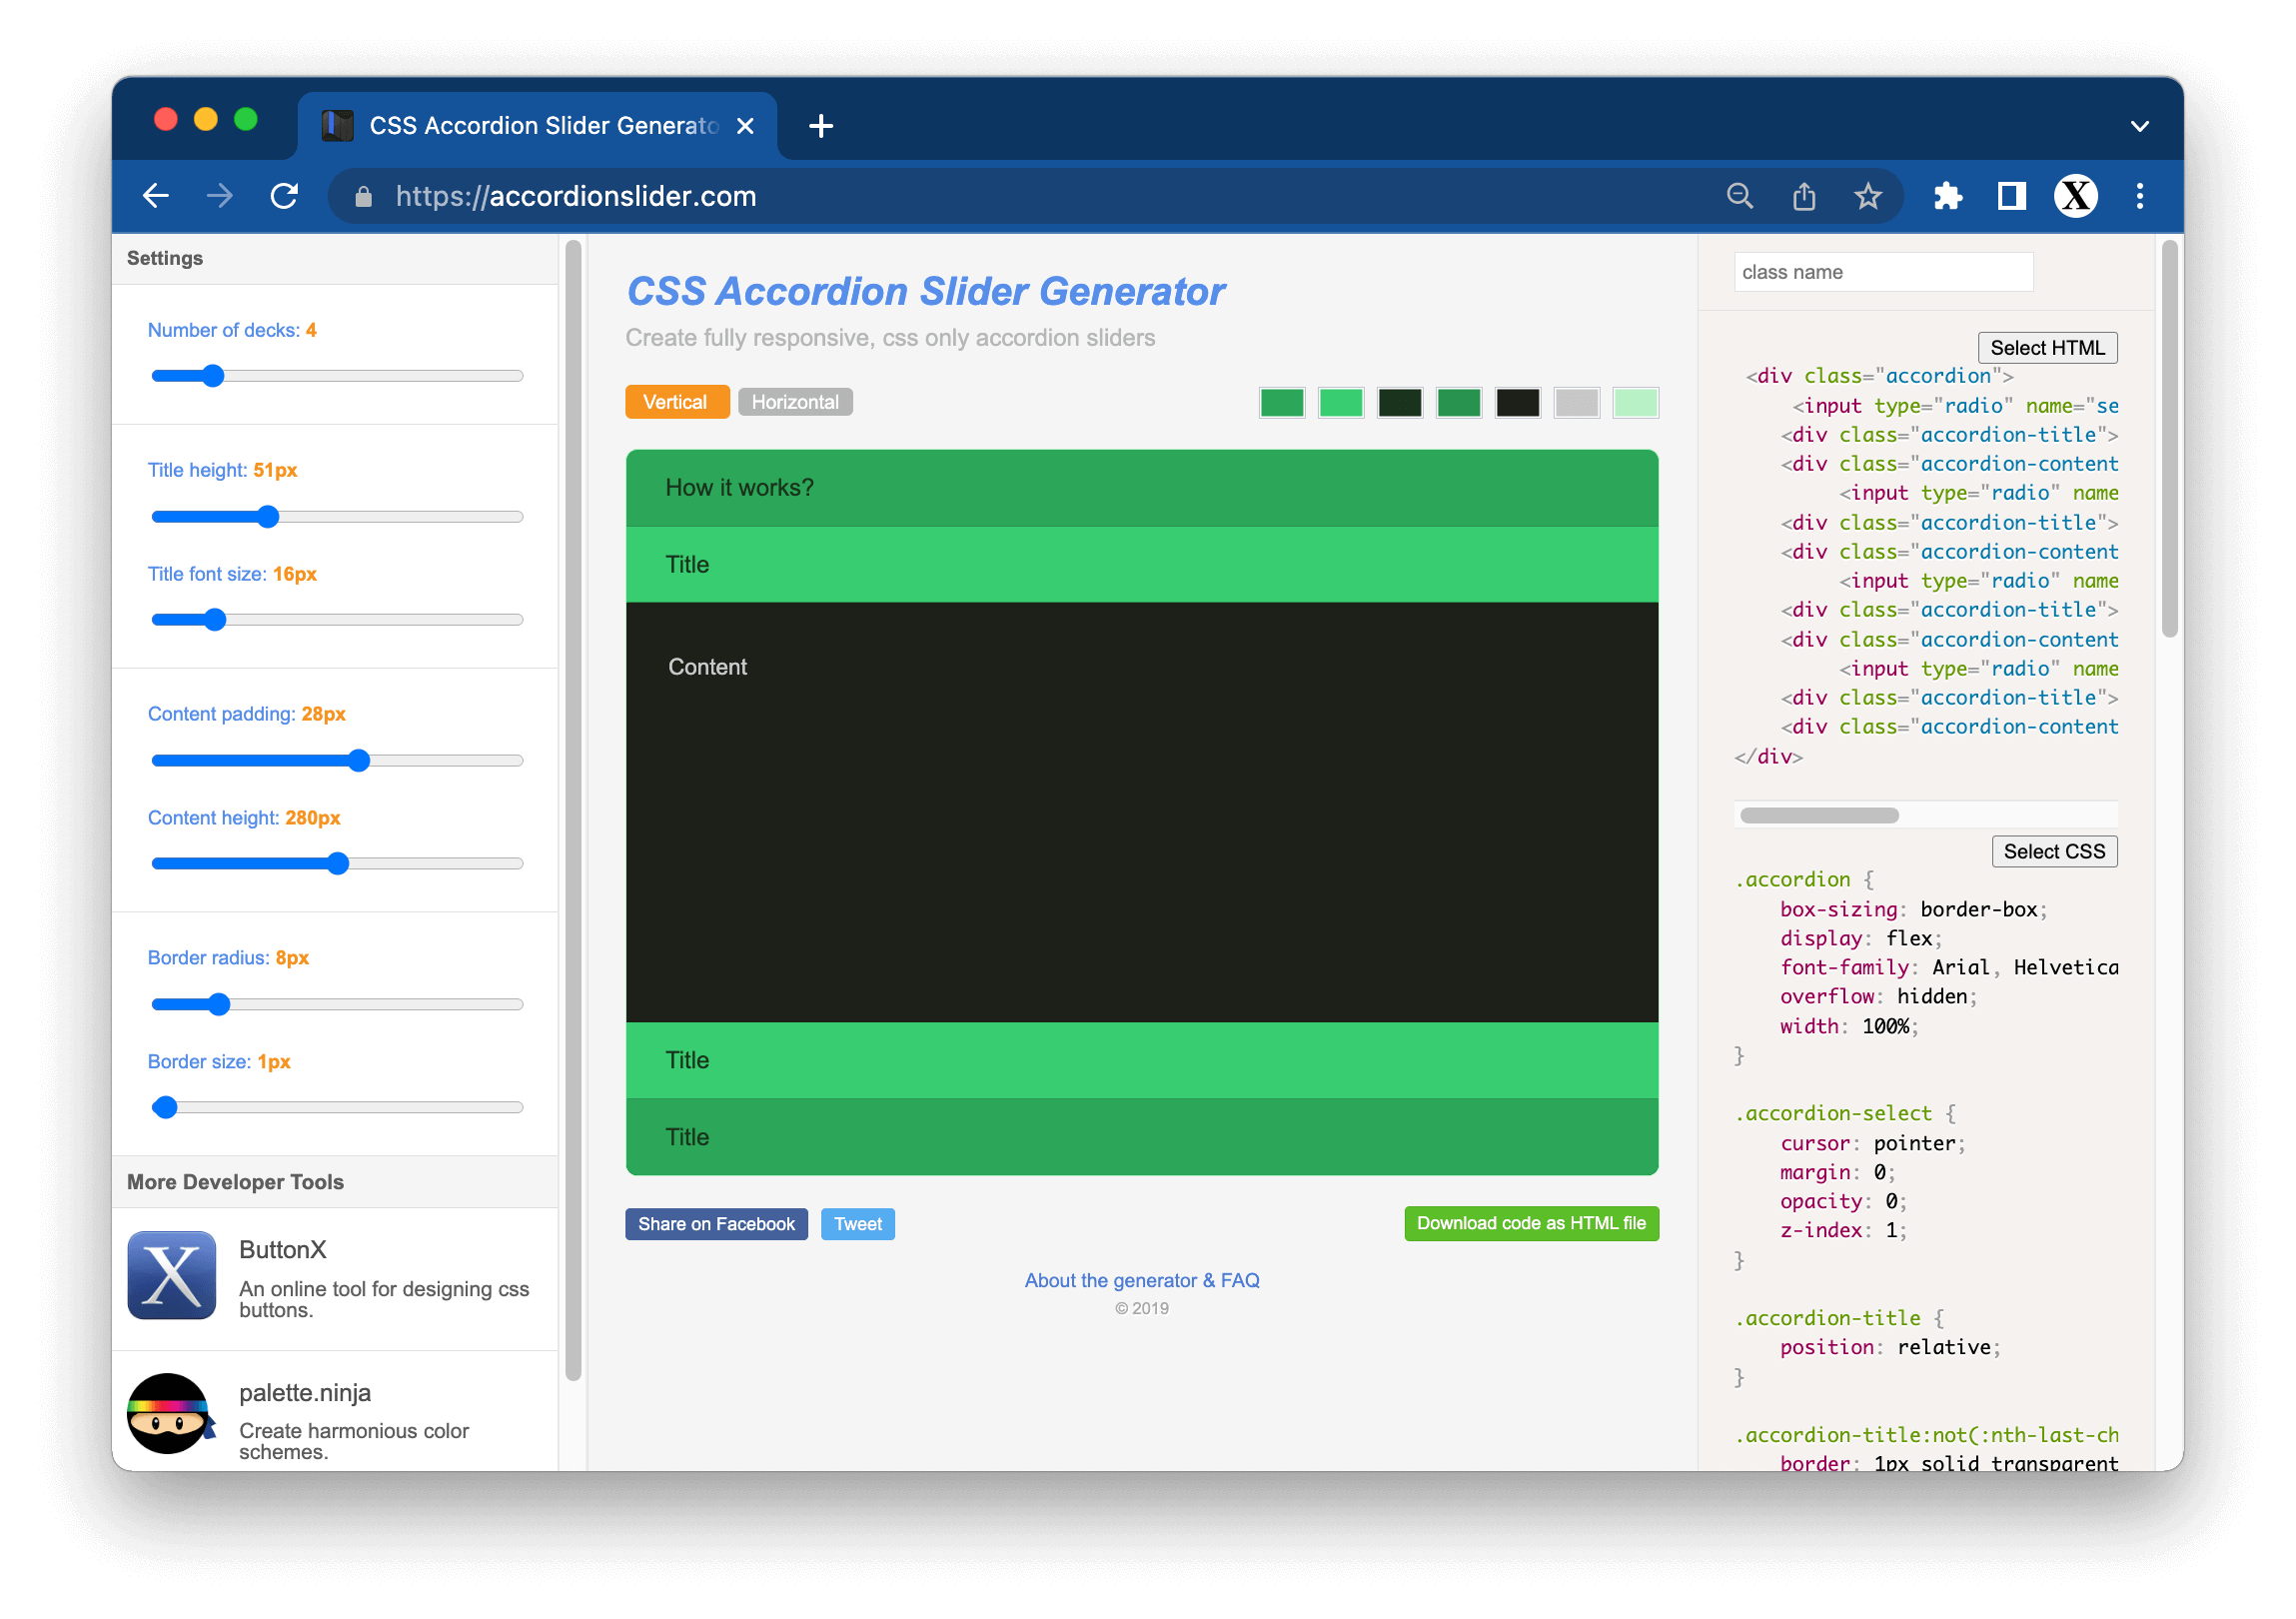 CSS Accordion Slider Generato
https://accordionslider.com
X
Settings
Number of decks: 4
Title height: 51px
Title font size: 16px
Content padding: 28px
Content height: 280px
Border radius: 8px
Border size: 1px
More Developer Tools
X
ButtonX
An online tool for designing css
buttons.
palette.ninja
Create harmonious color
schemes.
CSS Accordion Slider Generator
Create fully responsive, css only accordion sliders
Vertical
Horizontal
How it works?
Title
Content
Title
Title
Share on Facebook
Tweet
Download code as HTML file
About the generator & FAQ
© 2019
class name
Select HTML
<div class="accordion">
<input type="radio" name="se
<div class="accordion-title">
<div class="accordion-content
<input type="radio" name
<div class="accordion-title">
<div class="accordion-content
<input type="radio" name
<div class="accordion-title">
<div class="accordion-content
<input type="radio" name
<div class="accordion-title">
<div class="accordion-content
</div>
Select CSS
.accordion {
box-sizing: border-box;
display: flex;
font-family: Arial, Helvetica
overflow: hidden;
width: 100%;
}
.accordion-select {
cursor: pointer;
margin: 0;
opacity: 0;
z-index: 1;
}
.accordion-title {
position: relative;
}
.accordion-title:not(:nth-last-ch
border: 1px solid transparent